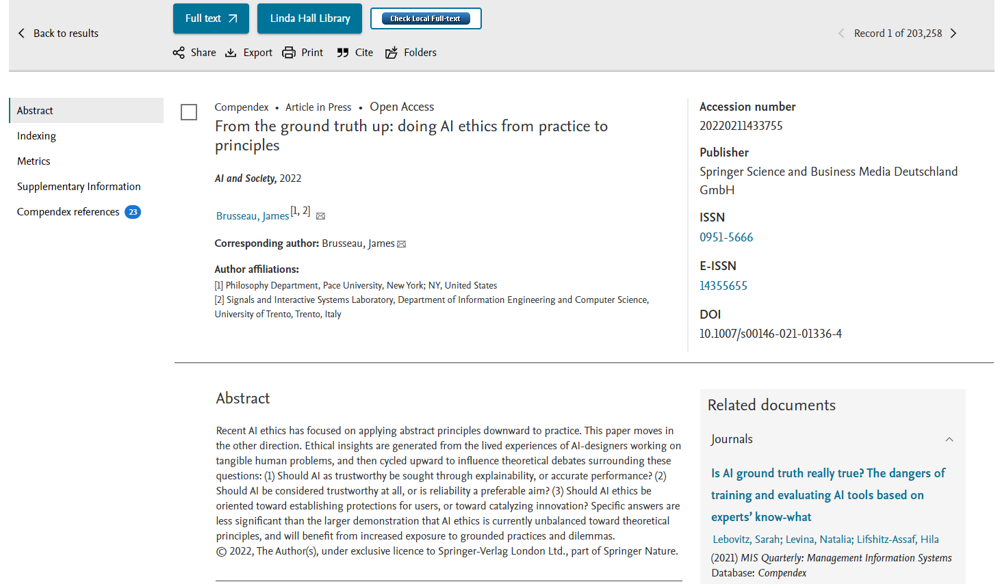 Back to results
Full text
Linda Hall Library
Check Local Full-text
Share
Export
Print
Cite
Folders
Record 1 of 203,258
Abstract
Indexing
Metrics
Supplementary Information
Compendex references 23
Compendex • Article in Press • Open Access
From the ground truth up: doing AI ethics from practice to
principles
AI and Society, 2022
Brusseau, James[1, 2]
Corresponding author: Brusseau, James
Author affiliations:
[1] Philosophy Department, Pace University, New York; NY, United States
[2] Signals and Interactive Systems Laboratory, Department of Information Engineering and Computer Science,
University of Trento, Trento, Italy
Accession number
20220211433755
Publisher
Springer Science and Business Media Deutschland
GmbH
ISSN
0951-5666
E-ISSN
14355655
DOI
10.1007/s00146-021-01336-4
Abstract
Recent AI ethics has focused on applying abstract principles downward to practice. This paper moves in
the other direction. Ethical insights are generated from the lived experiences of AI-designers working on
tangible human problems, and then cycled upward to influence theoretical debates surrounding these
questions: (1) Should AI as trustworthy be sought through explainability, or accurate performance? (2)
Should AI be considered trustworthy at all, or is reliability a preferable aim? (3) Should AI ethics be
oriented toward establishing protections for users, or toward catalyzing innovation? Specific answers are
less significant than the larger demonstration that AI ethics is currently unbalanced toward theoretical
principles, and will benefit from increased exposure to grounded practices and dilemmas.
© 2022, The Author(s), under exclusive licence to Springer-Verlag London Ltd., part of Springer Nature.
Related documents
Journals
Is AI ground truth really true? The dangers of
training and evaluating AI tools based on
experts’ know-what
Lebovitz, Sarah; Levina, Natalia; Lifshitz-Assaf, Hila
(2021) MIS Quarterly: Management Information Systems
Database: Compendex